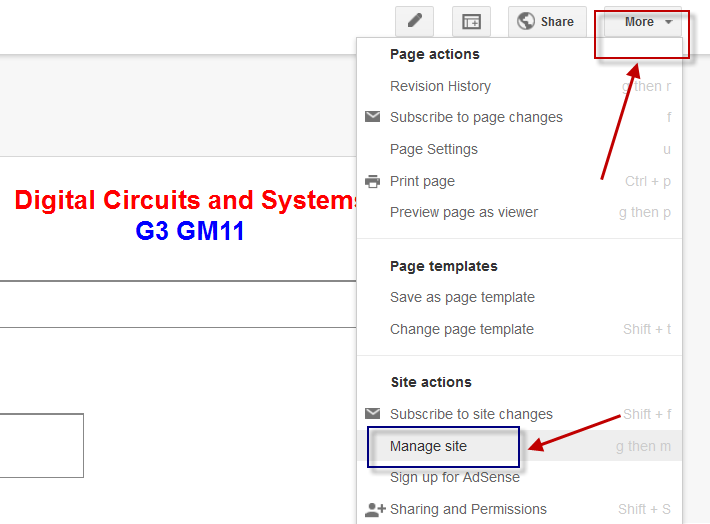 Share
More
Page actions
Revision History g then r
Subscribe to page changes f
Page Settings u
Print page Ctrl + p
Preview page as viewer g then p
Digital Circuits and Systems
G3 GM11
Page templates
Save as page template
Change page template Shift + t
Site actions
Subscribe to site changes Shift + f
Manage site g then m
Sign up for AdSense
Sharing and Permissions Shift + S